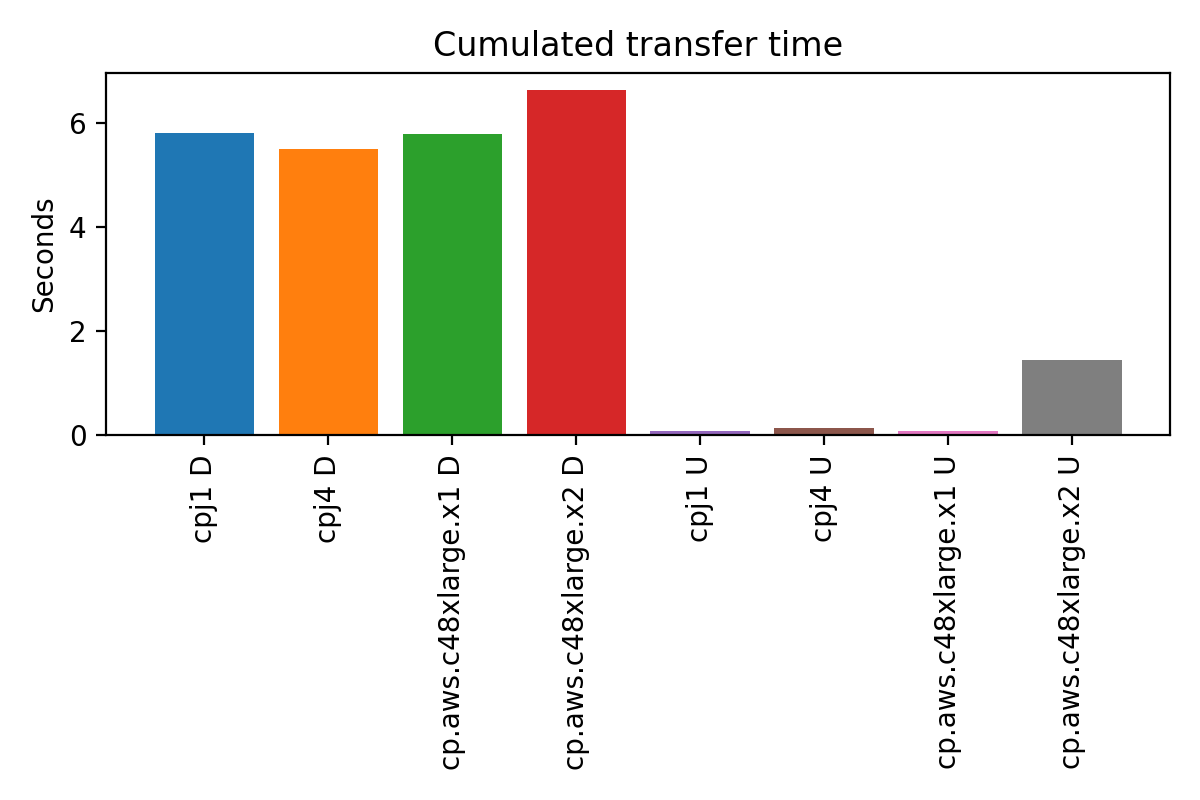 Cumulated transfer time
Seconds
6
4
2
0
cpj1 D
cpj4 D
cp.aws.c48xlarge.x1 D
cp.aws.c48xlarge.x2 D
cpj1 U
cpj4 U
cp.aws.c48xlarge.x1 U
cp.aws.c48xlarge.x2 U